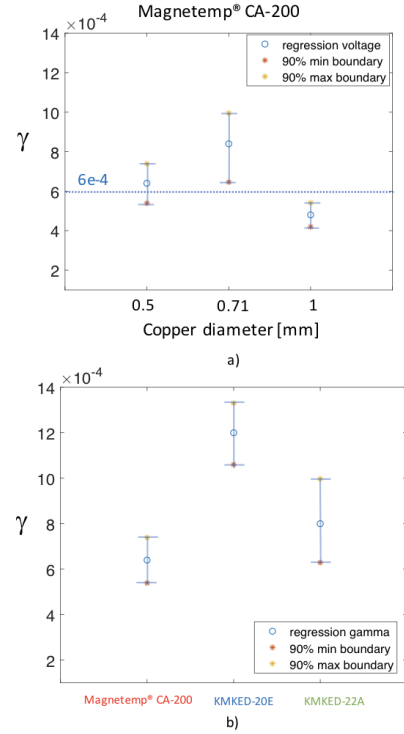 Magnetemp® CA-200
×10⁻⁴
14
12
10
8
6
4
2
γ
regression voltage
90% min boundary
90% max boundary
6e-4
0.5 0.71 1
Copper diameter [mm]
a)
×10⁻⁴
14
12
10
8
6
4
2
γ
regression gamma
90% min boundary
90% max boundary
Magnetemp® CA-200 KMKED-20E KMKED-22A
b)